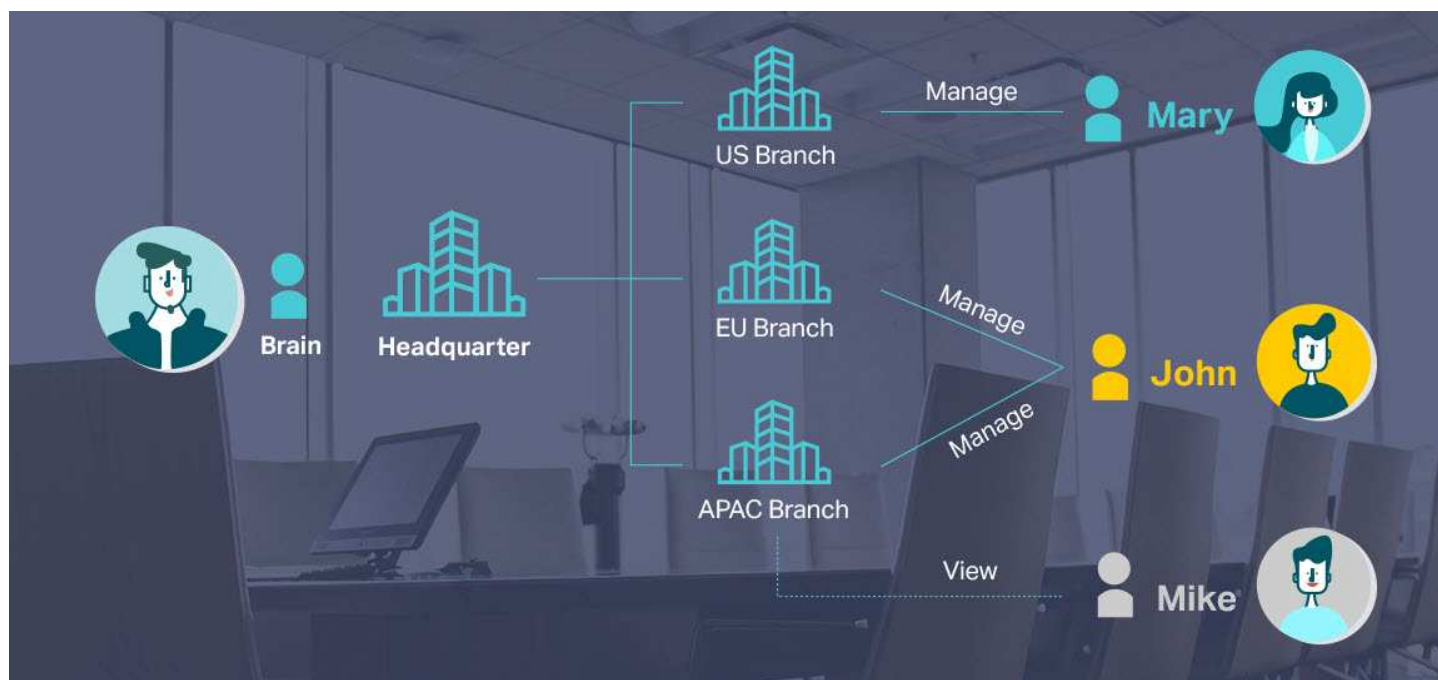 Manage
Mary
US Branch
Brain
Headquarter
EU Branch
Manage
John
Manage
APAC Branch
View
Mike